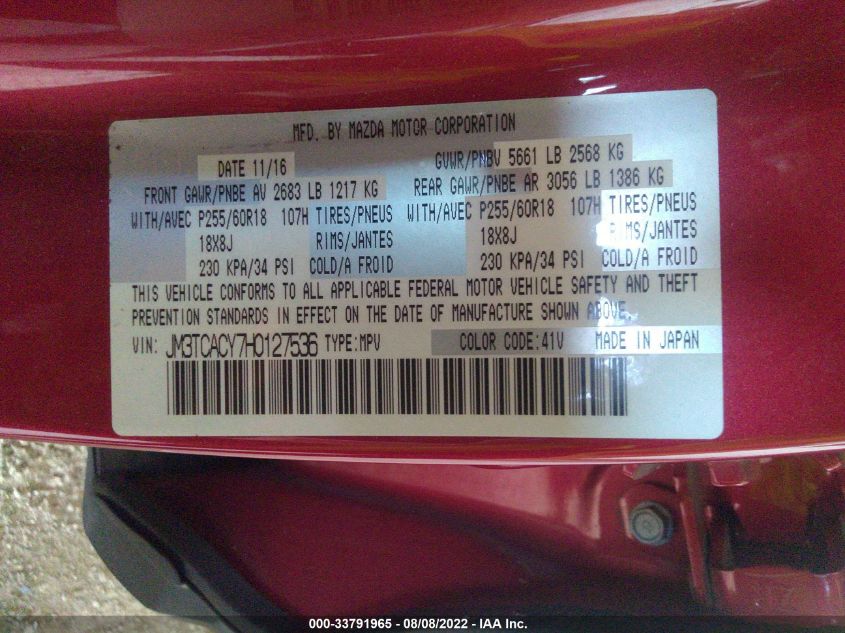 MFD. BY MAZDA MOTOR CORPORATION
DATE 11/16 GVWR/PNBV 5661 LB 2568 KG
FRONT GAWR/PNBE AV 2683 LB 1217 KG REAR GAWR/PNBE AR 3056 LB 1386 KG
WITH/AVEC P255/60R18 107H TIRES/PNEUS WITH/AVEC P255/60R18 107H TIRES/PNEUS
18X8J RIMS/JANTES 18X8J RIMS/JANTES
230 KPA/34 PSI COLD/A FROID 230 KPA/34 PSI COLD/A FROID
THIS VEHICLE CONFORMS TO ALL APPLICABLE FEDERAL MOTOR VEHICLE SAFETY AND THEFT
PREVENTION STANDARDS IN EFFECT ON THE DATE OF MANUFACTURE SHOWN ABOVE.
VIN: JM3TCACY7H0127536 TYPE:MPV COLOR CODE:41V MADE IN JAPAN
000-33791965 - 08/08/2022 - IAA Inc.